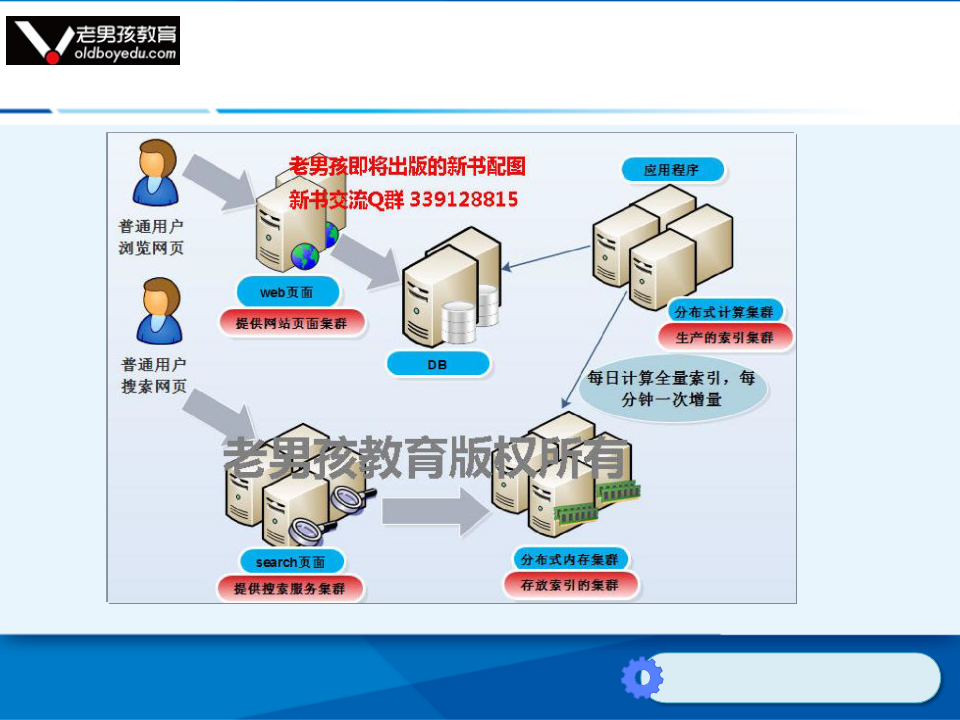 老男孩教育
oldboyedu.com
老男孩即将出版的新书配图
新书交流Q群 339128815
应用程序
普通用户
浏览网页
web页面
提供网站页面集群
分布式计算集群
生产的索引集群
DB
普通用户
搜索网页
每日计算全量索引，每
分钟一次增量
老男孩教育版权所有
search页面
提供搜索服务集群
分布式内存集群
存放索引的集群